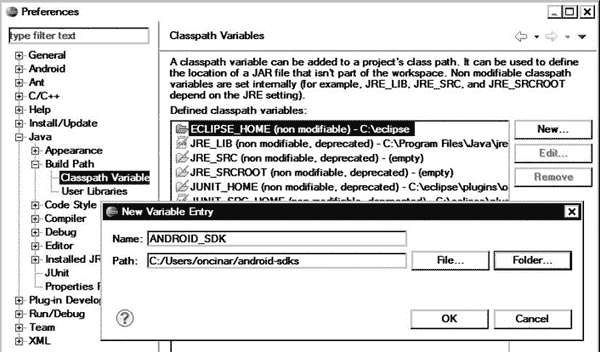 Preferences
type filter text
General
Android
Ant
C/C++
Help
Install/Update
Java
Appearance
Build Path
Classpath Variable
User Libraries
Code Style
Compiler
Debug
Editor
Installed JR
JUnit
Properties F
Plug-in Develop
Run/Debug
Team
XML
Classpath Variables
A classpath variable can be added to a project's class path. It can be used to define
the location of a JAR file that isn't part of the workspace. Non modifiable classpath
variables are set internally (for example, JRE_LIB, JRE_SRC, and JRE_SRCROOT
depend on the JRE setting).
Defined classpath variables:
ECLIPSE_HOME (non modifiable) - C:\eclipse
JRE_LIB (non modifiable, deprecated) - C:\Program Files\Java\jre
JRE_SRC (non modifiable, deprecated) - (empty)
JRE_SRCROOT (non modifiable, deprecated) - (empty)
JUNIT_HOME (non modifiable, deprecated) - C:\eclipse\plugins\o
New...
Edit...
Remove
New Variable Entry
Name: ANDROID_SDK
Path: C:/Users/oncinar/android-sdks
File... Folder...
OK Cancel